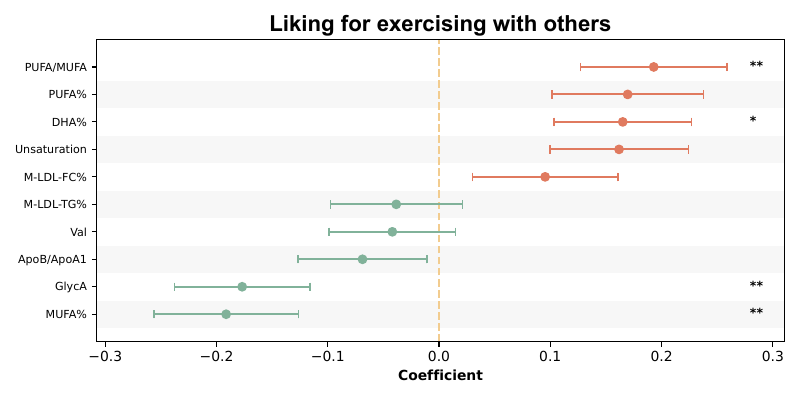 Liking for exercising with others
PUFA/MUFA **
PUFA%
DHA% *
Unsaturation
M-LDL-FC%
M-LDL-TG%
Val
ApoB/ApoA1
GlycA **
MUFA% **
−0.3 −0.2 −0.1 0.0 0.1 0.2 0.3
Coefficient